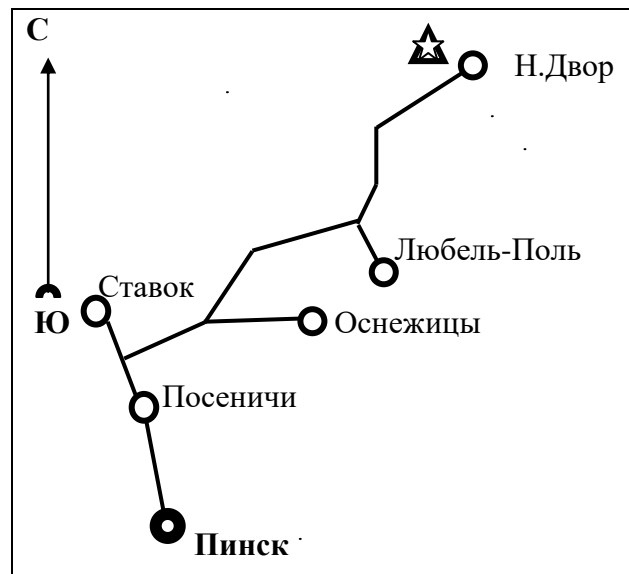 С
Н.Двор
Любель-Поль
Ставок
Ю
Оснежицы
Посеничи
Пинск